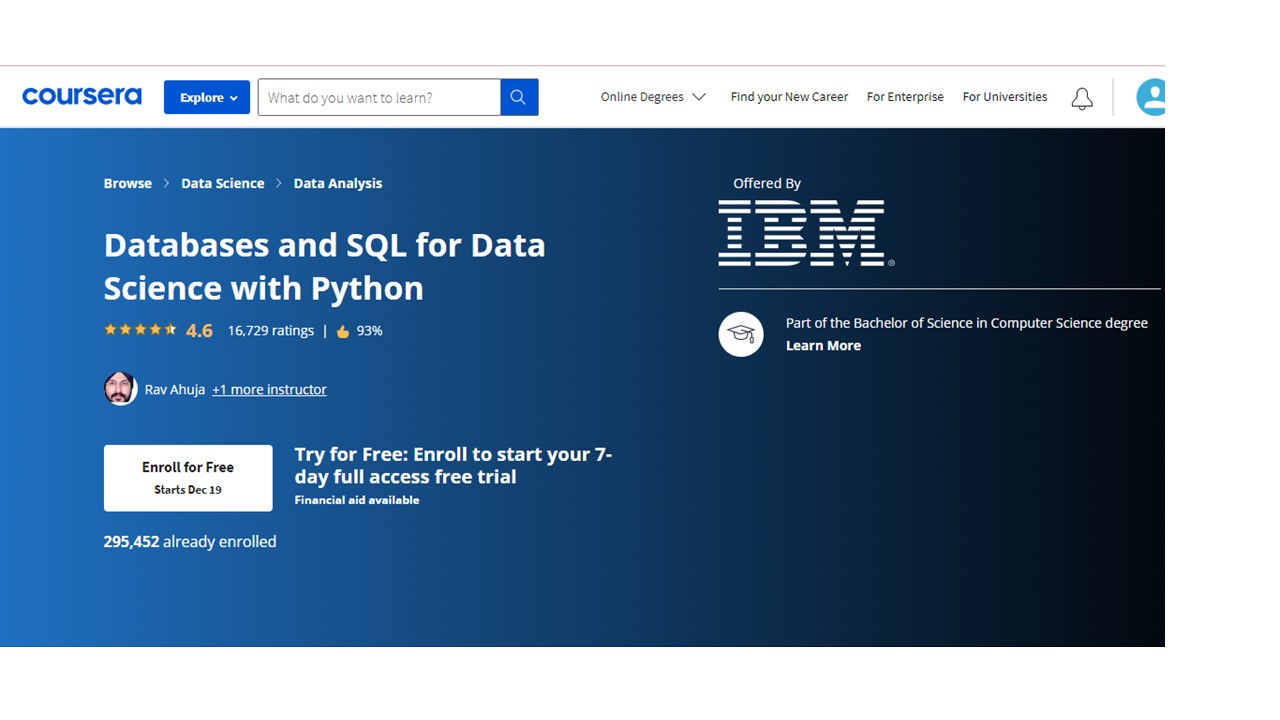 coursera
Explore
What do you want to learn?
Online Degrees
Find your New Career
For Enterprise
For Universities
Browse > Data Science > Data Analysis
Offered By
IBM®
Databases and SQL for Data
Science with Python
4.6 16,729 ratings | 93%
Part of the Bachelor of Science in Computer Science degree
Learn More
Rav Ahuja +1 more instructor
Enroll for Free
Starts Dec 19
Try for Free: Enroll to start your 7-
day full access free trial
Financial aid available
295,452 already enrolled